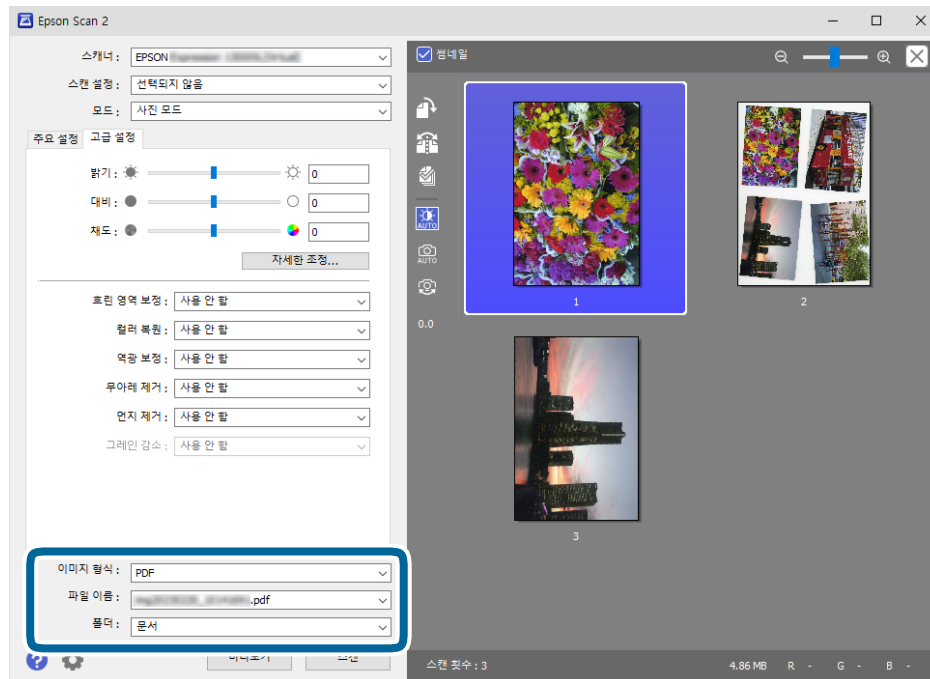 Epson Scan 2
스캐너 : EPSON
스캔 설정 : 선택되지 않음
모드 : 사진 모드
주요 설정 고급 설정
밝기 : 0
대비 : 0
채도 : 0
자세한 조정...
흐린 영역 보정 : 사용 안 함
컬러 복원 : 사용 안 함
역광 보정 : 사용 안 함
무아레 제거 : 사용 안 함
먼지 제거 : 사용 안 함
그레인 감소 : 사용 안 함
이미지 형식 : PDF
파일 이름 : .pdf
폴더 : 문서
미리보기 스캔
썸네일
AUTO
AUTO
0.0
1
2
3
스캔 횟수 : 3
4.86 MB R - G - B -